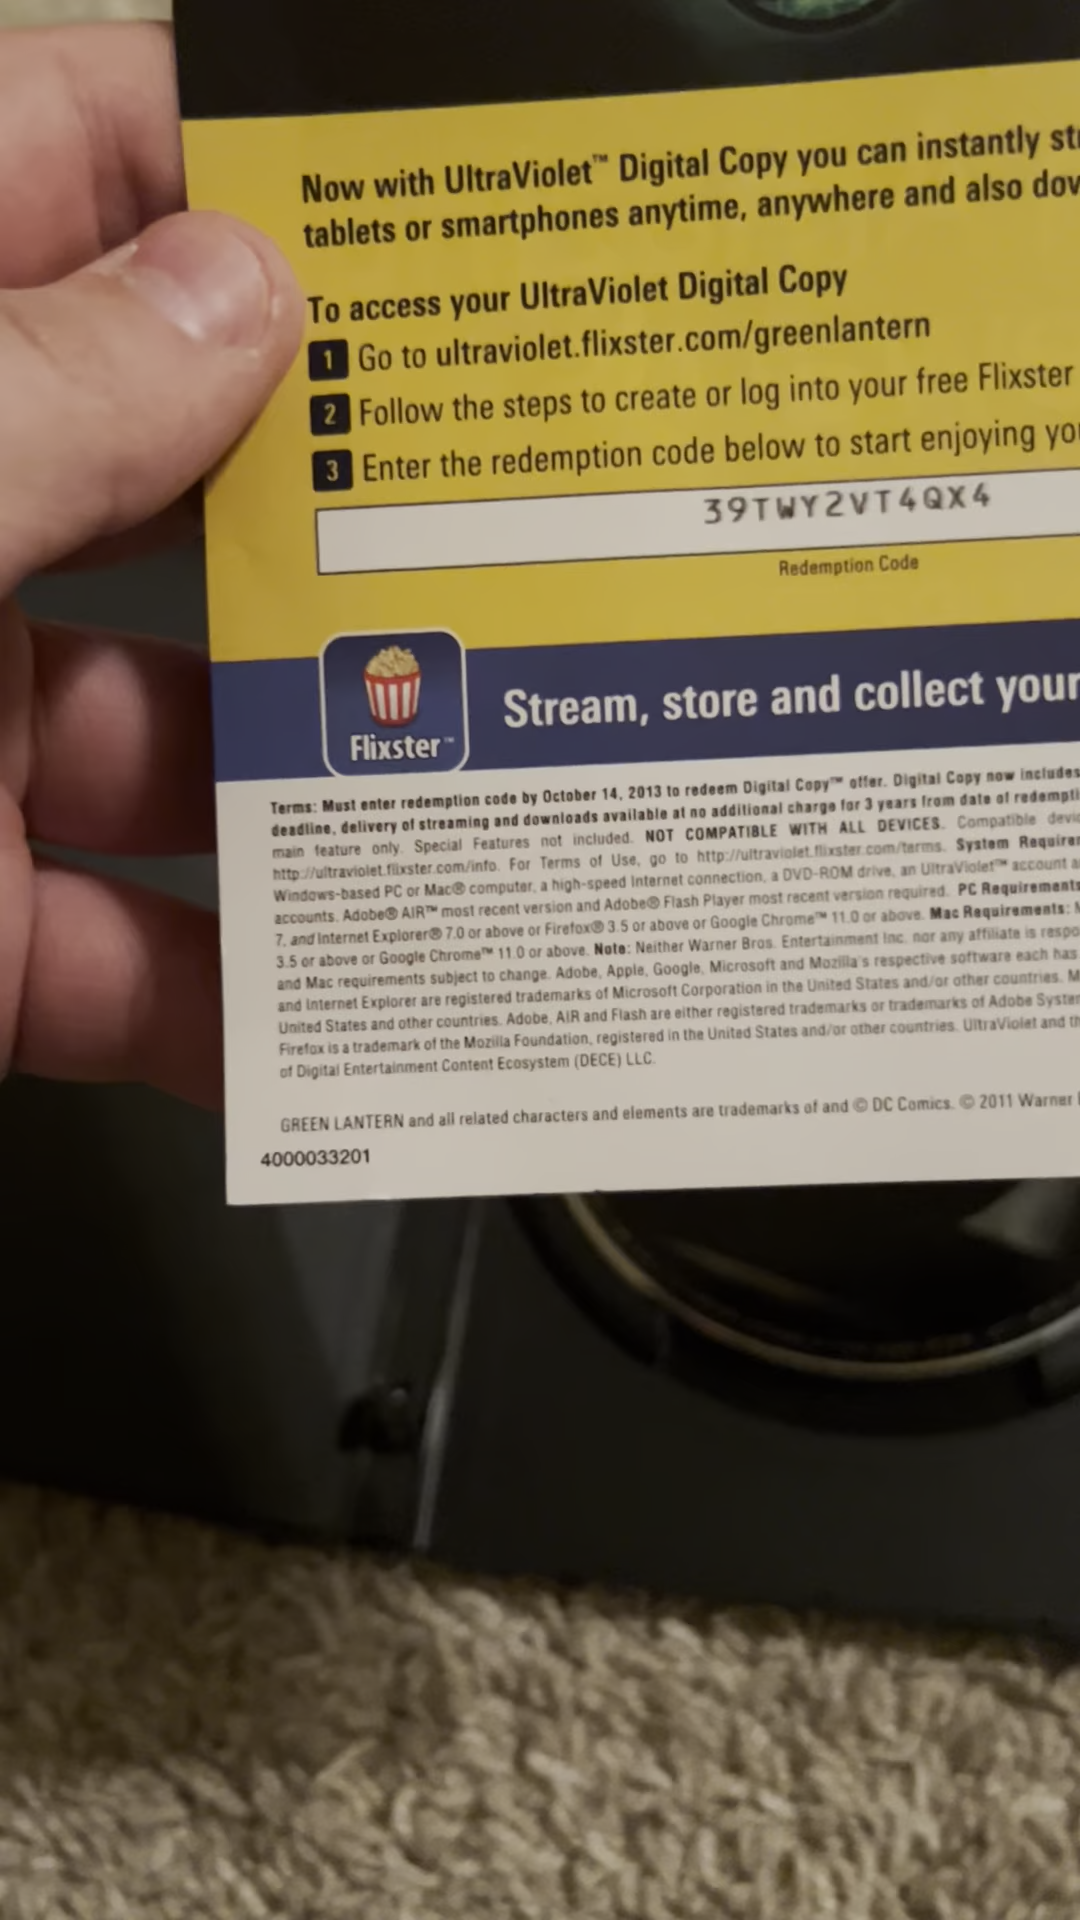 Now with UltraViolet™ Digital Copy you can instantly
tablets or smartphones anytime, anywhere and also
To access your UltraViolet Digital Copy
1 Go to ultraviolet.flixster.com/greenlantern
2 Follow the steps to create or log into your free Flixster
3 Enter the redemption code below to start enjoying
39TWY2VT4QX4
Redemption Code
Flixster™
Stream, store and collect your
Terms: Must enter redemption code by October 14, 2013 to redeem Digital Copy™ offer. Digital Copy now includes
deadline, delivery of streaming and downloads available at no additional charge for 3 years from date of
main feature only. Special Features not included. NOT COMPATIBLE WITH ALL DEVICES. Compatible
http://ultraviolet.flixster.com/info. For Terms of Use, go to http://ultraviolet.flixster.com/terms. System
Windows-based PC or Mac® computer, a high-speed Internet connection, a DVD-ROM drive, an UltraViolet™ account
accounts. Adobe® AIR™ most recent version and Adobe® Flash Player most recent version required. PC Requirements
7, and Internet Explorer® 7.0 or above or Firefox® 3.5 or above or Google Chrome™ 11.0 or above. Mac Requirements:
3.5 or above or Google Chrome™ 11.0 or above. Note: Neither Warner Bros. Entertainment Inc. nor any affiliate is
and Mac requirements subject to change. Adobe, Apple, Google, Microsoft and Mozilla's respective software each has
and Internet Explorer are registered trademarks of Microsoft Corporation in the United States and/or other countries.
United States and other countries. Adobe, AIR and Flash are either registered trademarks or trademarks of Adobe
Firefox is a trademark of the Mozilla Foundation, registered in the United States and/or other countries. UltraViolet and
of Digital Entertainment Content Ecosystem (DECE) LLC.
GREEN LANTERN and all related characters and elements are trademarks of and © DC Comics. © 2011 Warner
4000033201